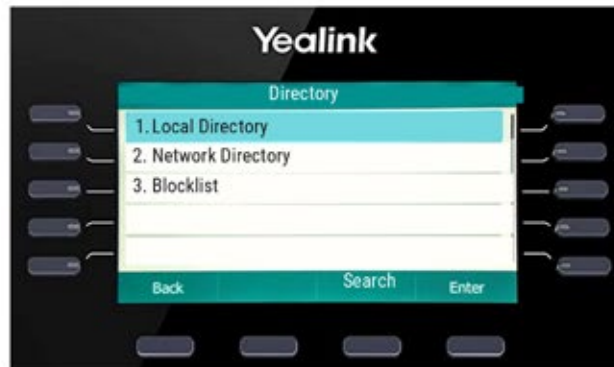 Yealink
Directory
1. Local Directory
2. Network Directory
3. Blocklist
Back Search Enter